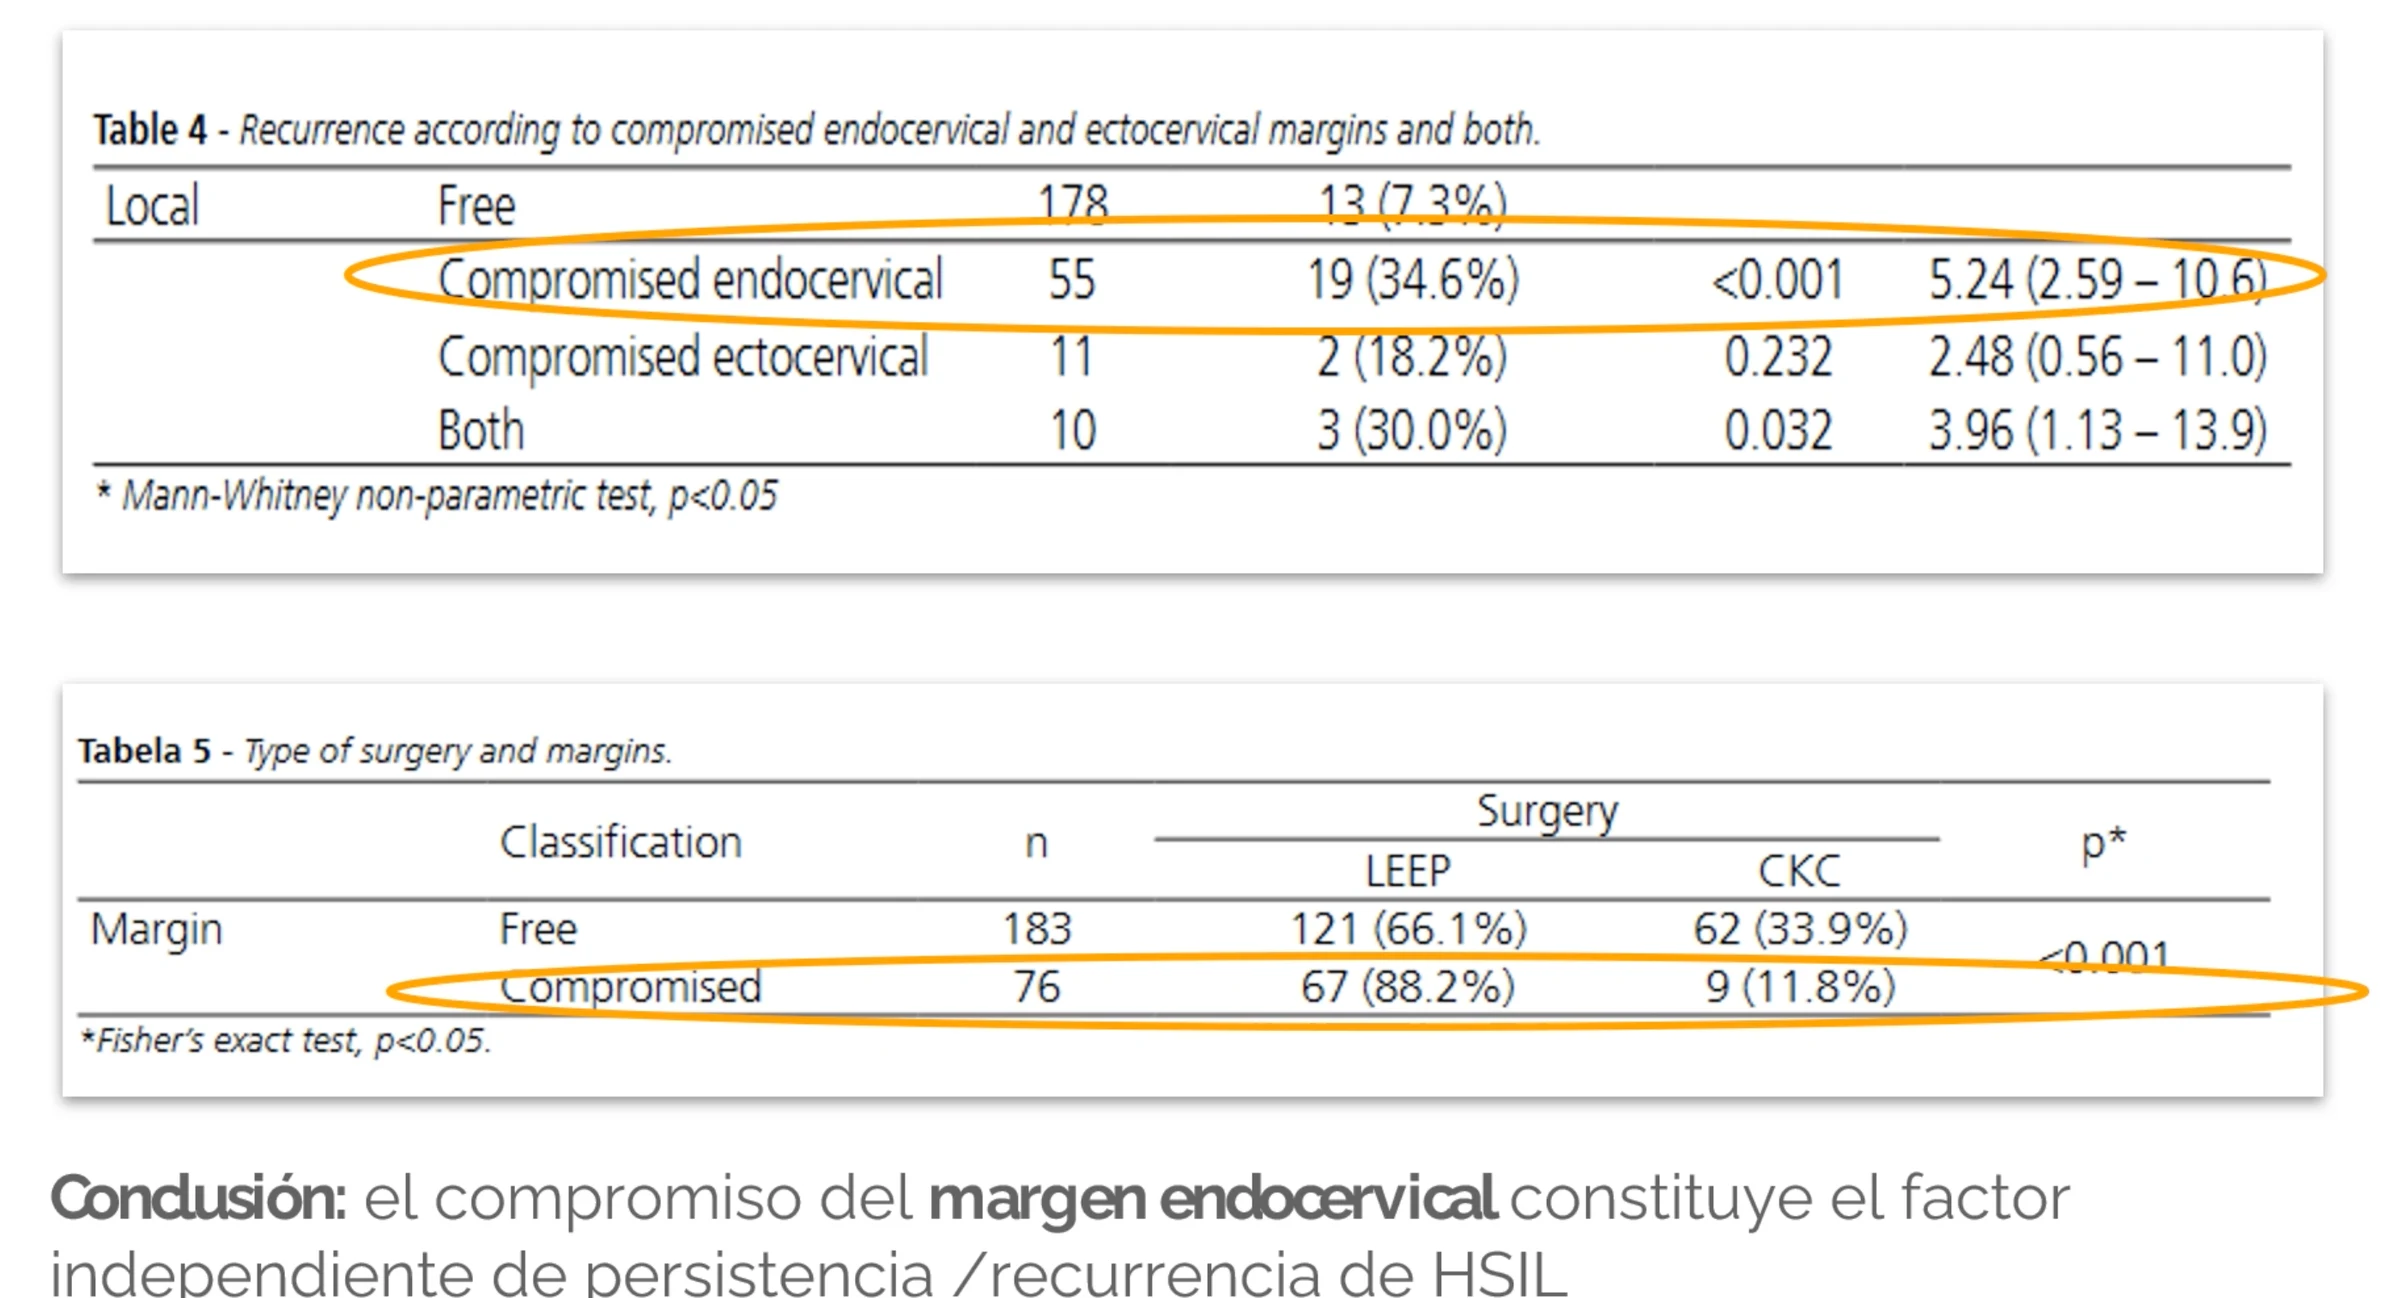 Table 4 - Recurrence according to compromised endocervical and ectocervical margins and both.
Local Free 178 13 (7.3%)
Compromised endocervical 55 19 (34.6%) <0.001 5.24 (2.59 – 10.6)
Compromised ectocervical 11 2 (18.2%) 0.232 2.48 (0.56 – 11.0)
Both 10 3 (30.0%) 0.032 3.96 (1.13 – 13.9)
* Mann-Whitney non-parametric test, p<0.05
Tabela 5 - Type of surgery and margins.
Surgery
Classification n p*
LEEP CKC
Margin Free 183 121 (66.1%) 62 (33.9%)
<0.001
Compromised 76 67 (88.2%) 9 (11.8%)
*Fisher's exact test, p<0.05.
Conclusión: el compromiso del margen endocervical constituye el factor
independiente de persistencia /recurrencia de HSIL